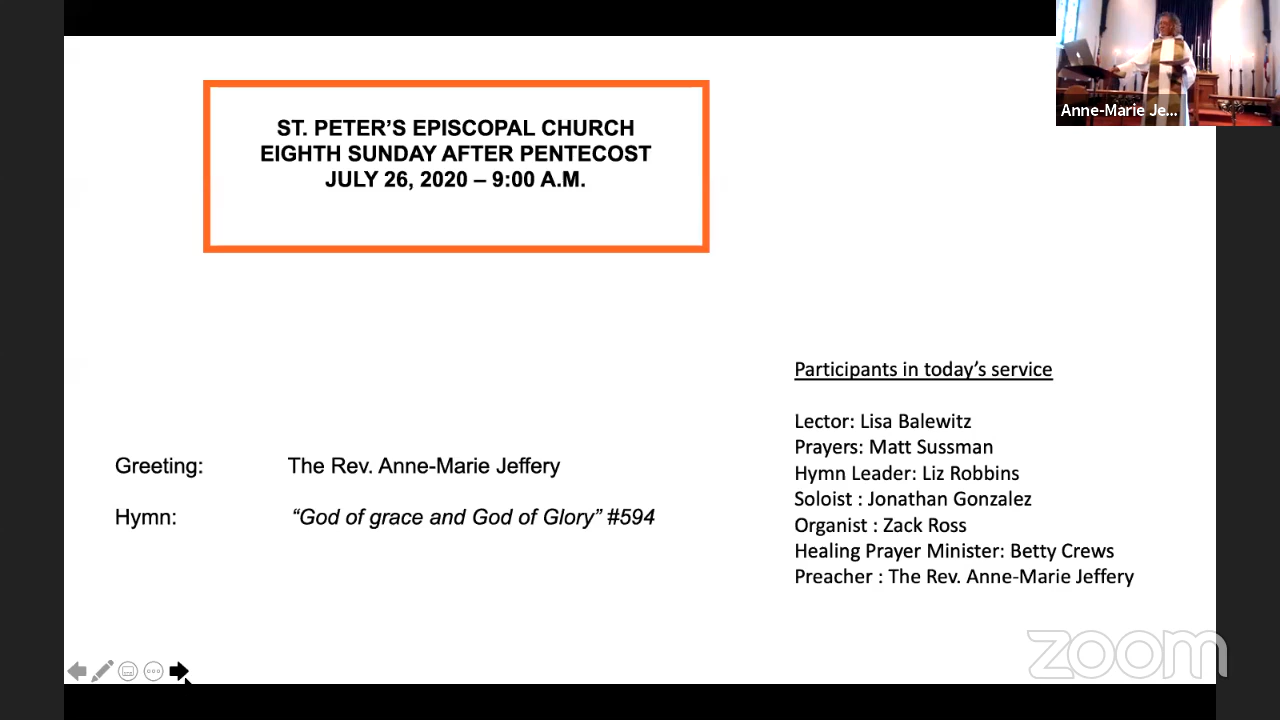 Anne-Marie Je...
ST. PETER'S EPISCOPAL CHURCH
EIGHTH SUNDAY AFTER PENTECOST
JULY 26, 2020 – 9:00 A.M.
Greeting: The Rev. Anne-Marie Jeffery
Hymn: “God of grace and God of Glory” #594
Participants in today’s service
Lector: Lisa Balewitz
Prayers: Matt Sussman
Hymn Leader: Liz Robbins
Soloist : Jonathan Gonzalez
Organist : Zack Ross
Healing Prayer Minister: Betty Crews
Preacher : The Rev. Anne-Marie Jeffery
zoom